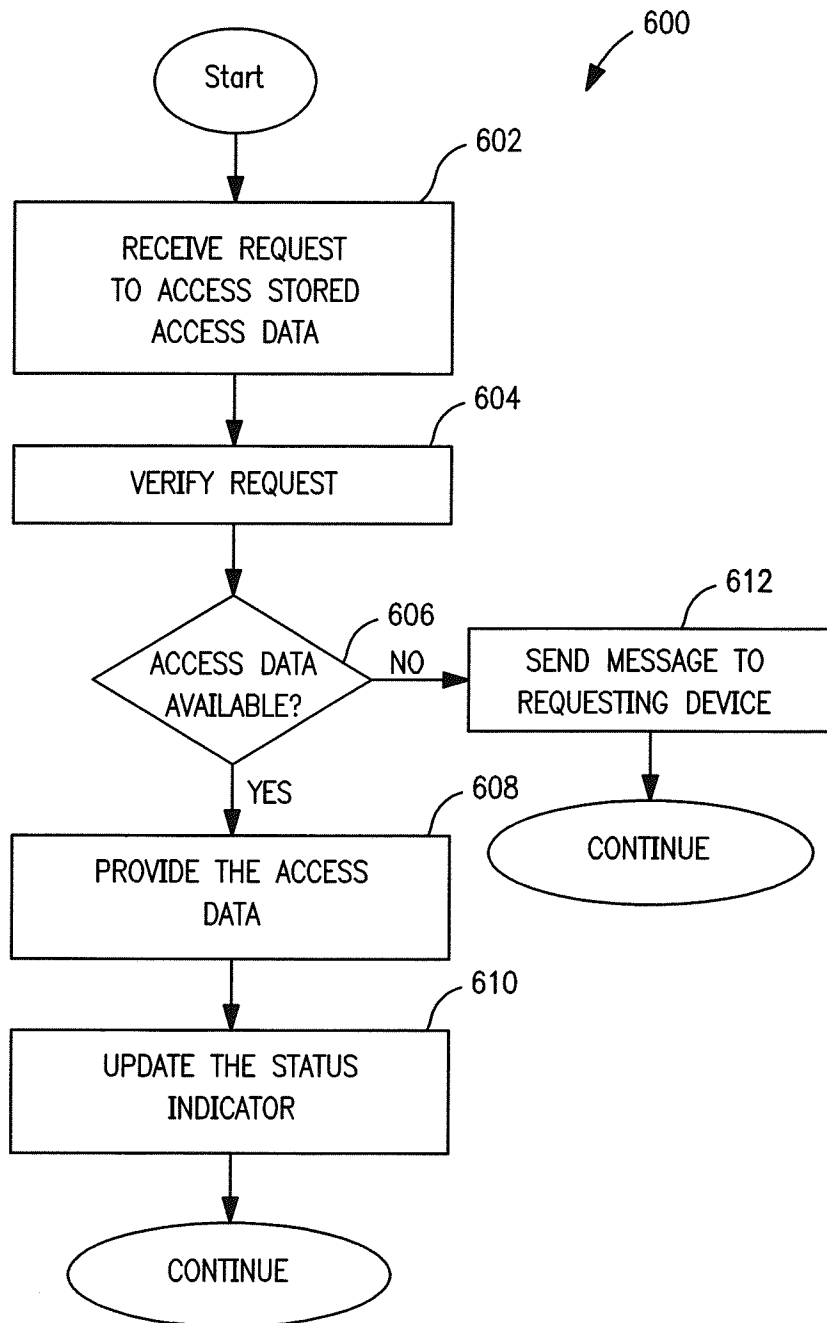 600
Start
602
RECEIVE REQUEST
TO ACCESS STORED
ACCESS DATA
604
VERIFY REQUEST
606
ACCESS DATA
AVAILABLE?
NO
612
SEND MESSAGE TO
REQUESTING DEVICE
CONTINUE
YES
608
PROVIDE THE ACCESS
DATA
610
UPDATE THE STATUS
INDICATOR
CONTINUE